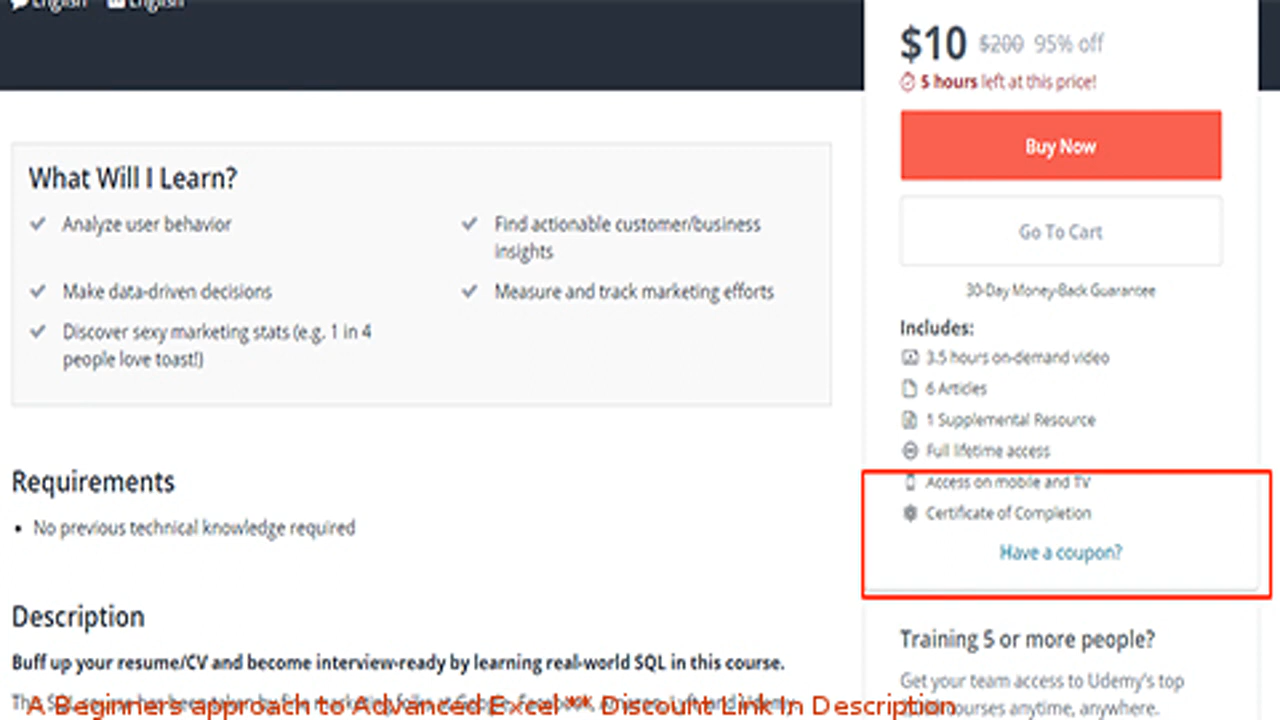 English English
What Will I Learn?
Analyze user behavior
Find actionable customer/business
insights
Make data-driven decisions
Measure and track marketing efforts
Discover sexy marketing stats (e.g. 1 in 4
people love toast!)
Requirements
• No previous technical knowledge required
Description
Buff up your resume/CV and become interview-ready by learning real-world SQL in this course.
A Beginners approach to Advanced Excel ** Discount Link In Description
$10 $200 95% off
5 hours left at this price!
Buy Now
Go To Cart
30-Day Money-Back Guarantee
Includes:
3.5 hours on-demand video
6 Articles
1 Supplemental Resource
Full lifetime access
Access on mobile and TV
Certificate of Completion
Have a coupon?
Training 5 or more people?
Get your team access to Udemy's top
courses anytime, anywhere.